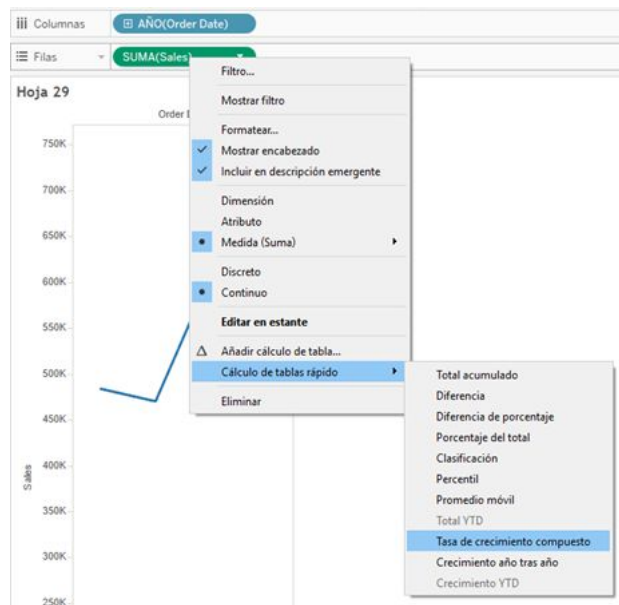 Columnas
AÑO(Order Date)
Filas
SUMA(Sales)
Hoja 29
Order
750K
700K
650K
600K
550K
500K
450K
400K
350K
300K
250K
Sales
Filtro...
Mostrar filtro
Formatear...
Mostrar encabezado
Incluir en descripción emergente
Dimensión
Atributo
Medida (Suma)
Discreto
Continuo
Editar en estante
Añadir cálculo de tabla...
Cálculo de tablas rápido
Eliminar
Total acumulado
Diferencia
Diferencia de porcentaje
Porcentaje del total
Clasificación
Percentil
Promedio móvil
Total YTD
Tasa de crecimiento compuesto
Crecimiento año tras año
Crecimiento YTD